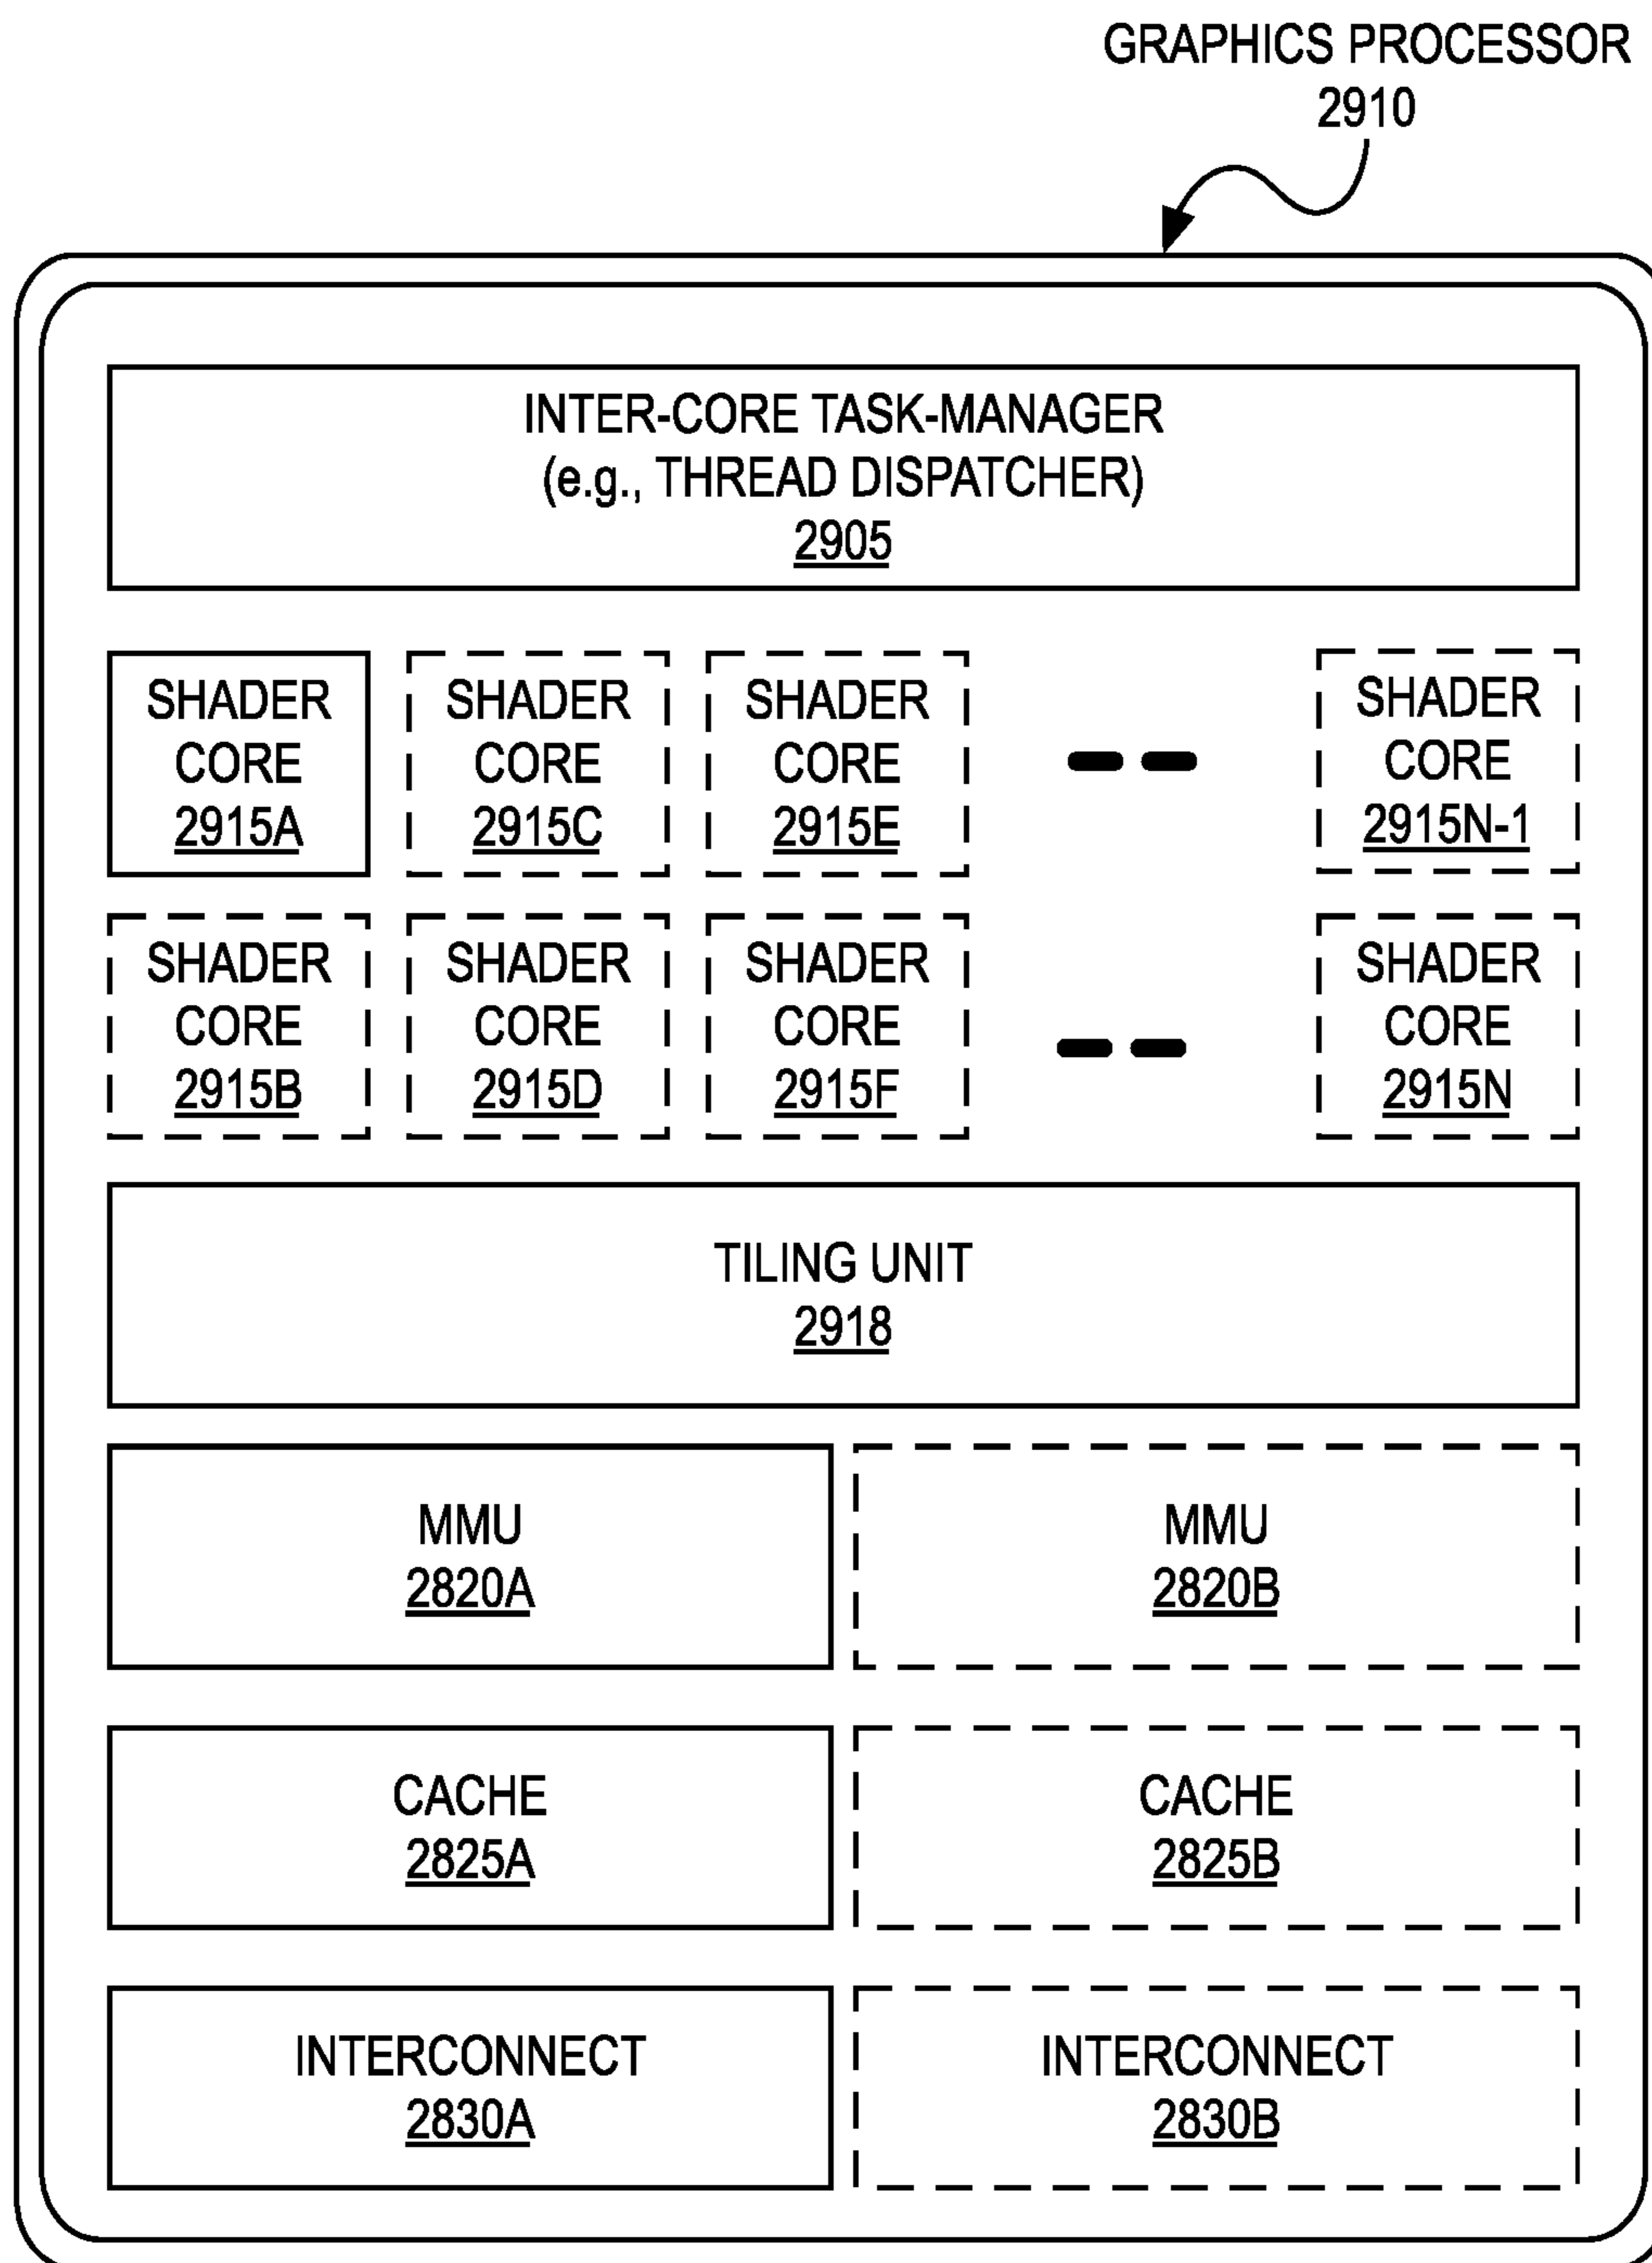 GRAPHICS PROCESSOR
2910
INTER-CORE TASK-MANAGER
(e.g., THREAD DISPATCHER)
2905
SHADER
CORE
2915A
SHADER
CORE
2915C
SHADER
CORE
2915E
SHADER
CORE
2915N-1
SHADER
CORE
2915B
SHADER
CORE
2915D
SHADER
CORE
2915F
SHADER
CORE
2915N
TILING UNIT
2918
MMU
2820A
MMU
2820B
CACHE
2825A
CACHE
2825B
INTERCONNECT
2830A
INTERCONNECT
2830B